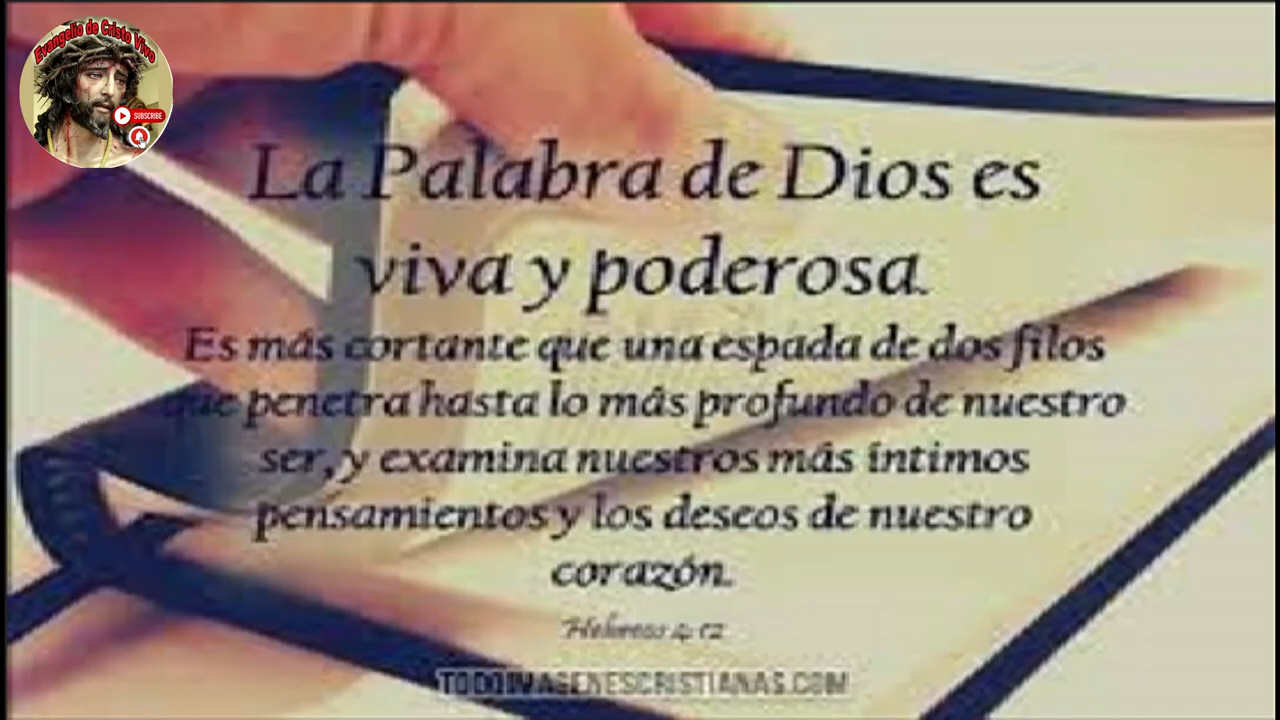 Evangelio de Cristo Vivo
SUBSCRIBE
La Palabra de Dios es
viva y poderosa.
Es más cortante que una espada de dos filos
que penetra hasta lo más profundo de nuestro
ser, y examina nuestros más íntimos
pensamientos y los deseos de nuestro
corazón.
Hebreos 4:12
TODOIMAGENESCRISTIANAS.COM